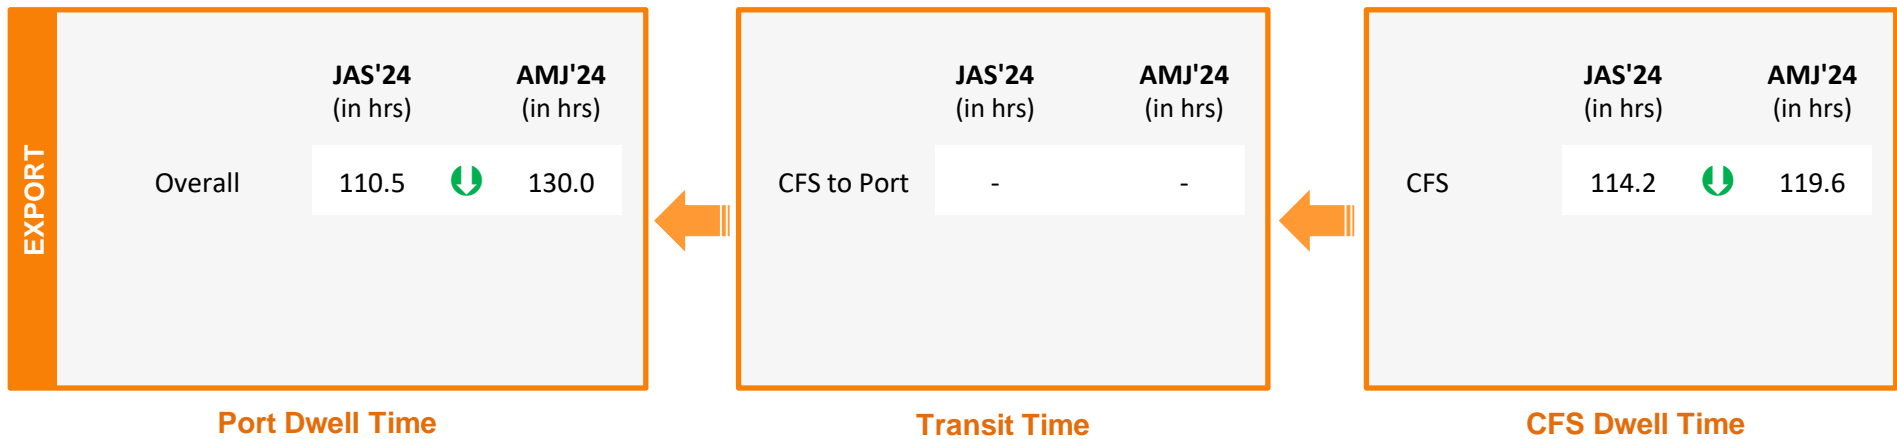 EXPORT
JAS'24 AMJ'24
(in hrs) (in hrs)
Overall 110.5 130.0
Port Dwell Time
JAS'24 AMJ'24
(in hrs) (in hrs)
CFS to Port - -
Transit Time
JAS'24 AMJ'24
(in hrs) (in hrs)
CFS 114.2 119.6
CFS Dwell Time